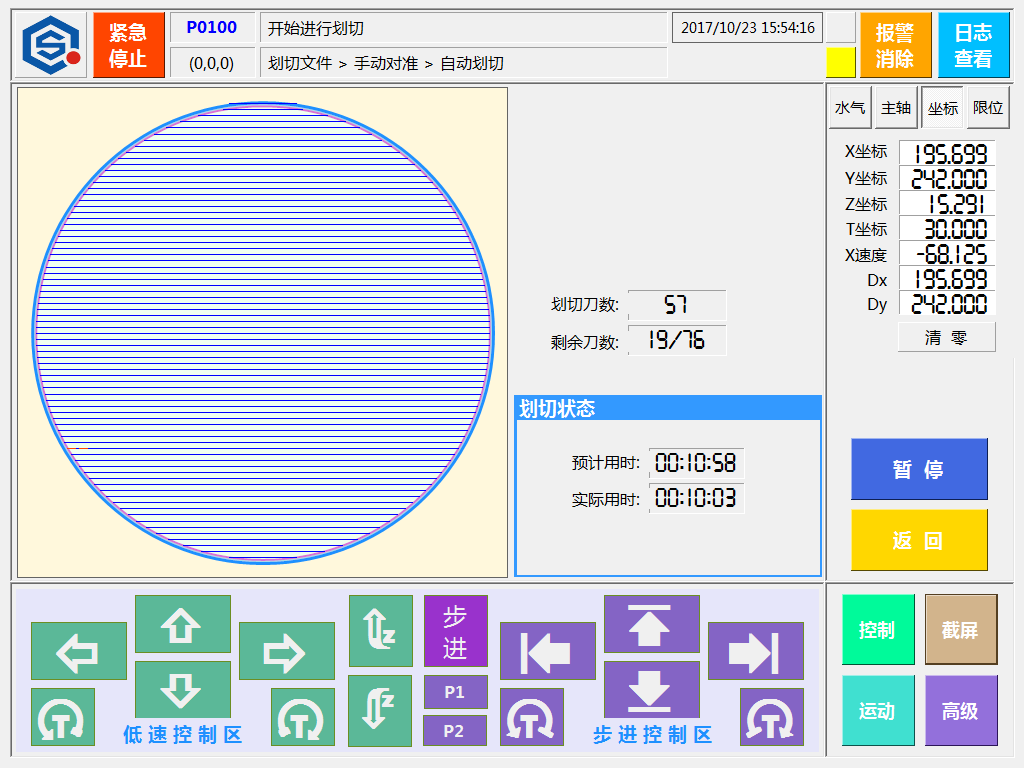 紧急
停止
P0100
开始进行划切
2017/10/23 15:54:16
报警
消除
日志
查看
(0,0,0)
划切文件 > 手动对准 > 自动划切
水气
主轴
坐标
限位
X坐标 195.699
Y坐标 242.000
Z坐标 15.291
T坐标 30.000
X速度 -68.125
Dx 195.699
Dy 242.000
清 零
划切刀数: 57
剩余刀数: 19/76
划切状态
预计用时: 00:10:58
实际用时: 00:10:03
暂 停
返 回
Z
Z
步
进
P1
P2
T
T
低速控制区
T
T
步进控制区
控制
截屏
运动
高级